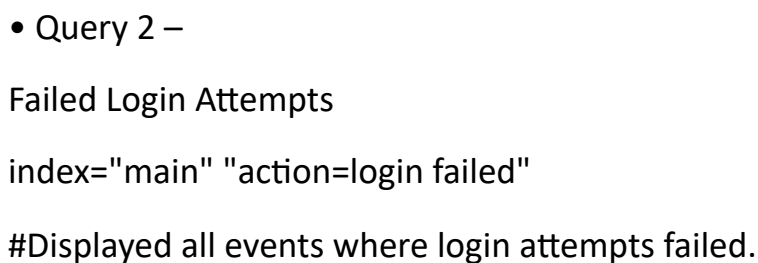 • Query 2 –
Failed Login Attempts
index="main" "action=login failed"
#Displayed all events where login attempts failed.